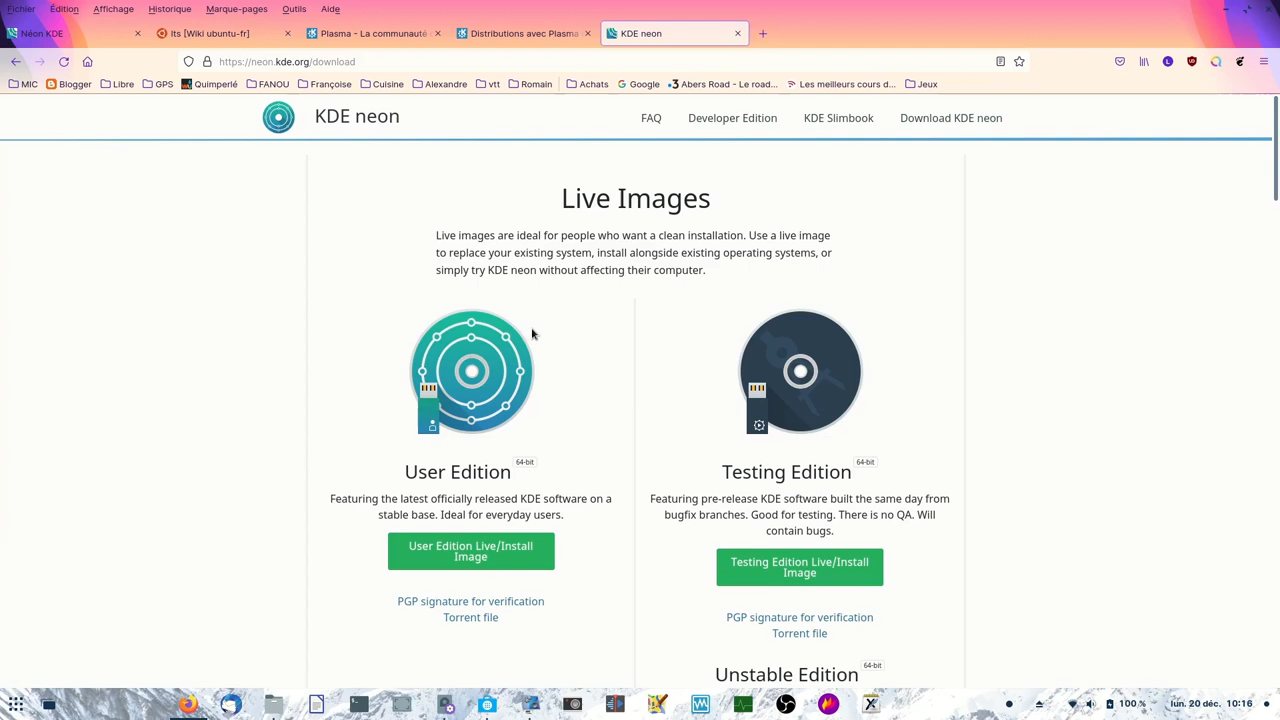 Fichier Édition Affichage Historique Marque-pages Outils Aide
Néon KDE
lts [Wiki ubuntu-fr]
Plasma - La communauté
Distributions avec Plasma
KDE neon
https://neon.kde.org/download
MIC Blogger Libre GPS Quimperlé FANOU Françoise Cuisine Alexandre vtt Romain Achats Google Abers Road - Le road... Les meilleurs cours d... Jeux
KDE neon
FAQ Developer Edition KDE Slimbook Download KDE neon
Live Images
Live images are ideal for people who want a clean installation. Use a live image
to replace your existing system, install alongside existing operating systems, or
simply try KDE neon without affecting their computer.
User Edition 64-bit
Featuring the latest officially released KDE software on a
stable base. Ideal for everyday users.
User Edition Live/Install
Image
PGP signature for verification
Torrent file
Testing Edition 64-bit
Featuring pre-release KDE software built the same day from
bugfix branches. Good for testing. There is no QA. Will
contain bugs.
Testing Edition Live/Install
Image
PGP signature for verification
Torrent file
Unstable Edition 64-bit
100 %
lun. 20 déc. 10:16